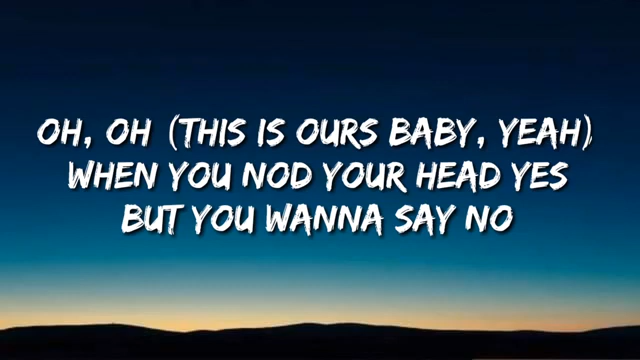 OH, OH (THIS IS OURS BABY, YEAH)
WHEN YOU NOD YOUR HEAD YES
BUT YOU WANNA SAY NO